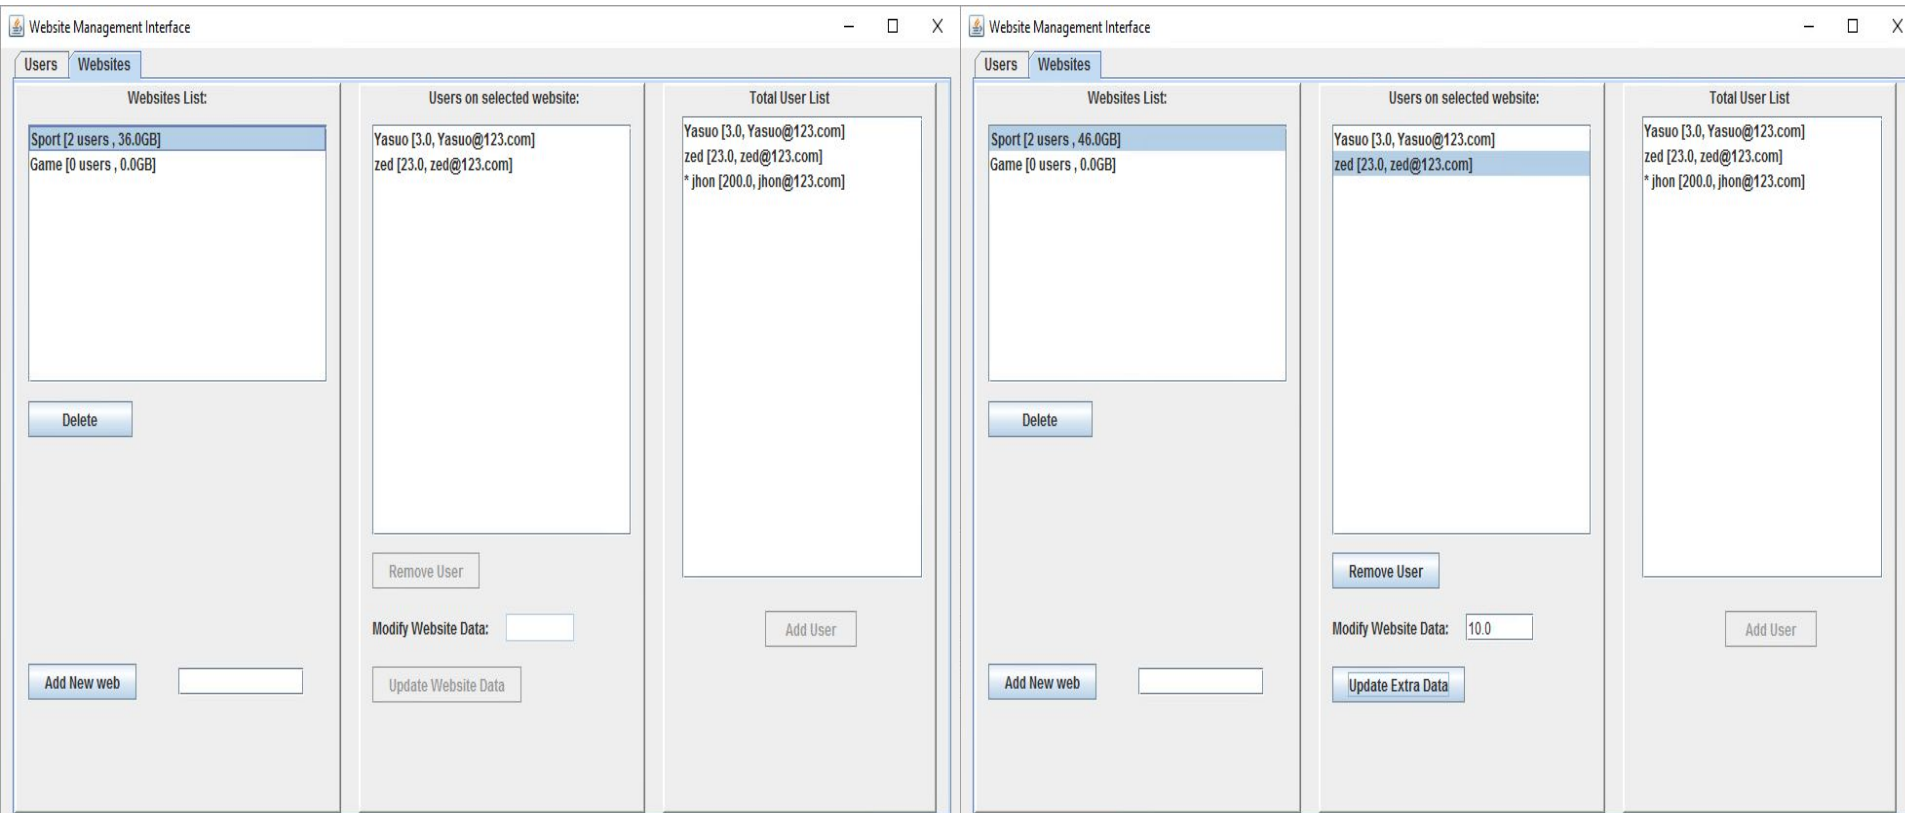 Website Management Interface
Users Websites
Websites List:
Sport [2 users , 36.0GB]
Game [0 users , 0.0GB]
Delete
Add New web
Users on selected website:
Yasuo [3.0, Yasuo@123.com]
zed [23.0, zed@123.com]
Remove User
Modify Website Data:
Update Website Data
Total User List
Yasuo [3.0, Yasuo@123.com]
zed [23.0, zed@123.com]
* jhon [200.0, jhon@123.com]
Add User
Website Management Interface
Users Websites
Websites List:
Sport [2 users , 46.0GB]
Game [0 users , 0.0GB]
Delete
Add New web
Users on selected website:
Yasuo [3.0, Yasuo@123.com]
zed [23.0, zed@123.com]
Remove User
Modify Website Data: 10.0
Update Extra Data
Total User List
Yasuo [3.0, Yasuo@123.com]
zed [23.0, zed@123.com]
* jhon [200.0, jhon@123.com]
Add User